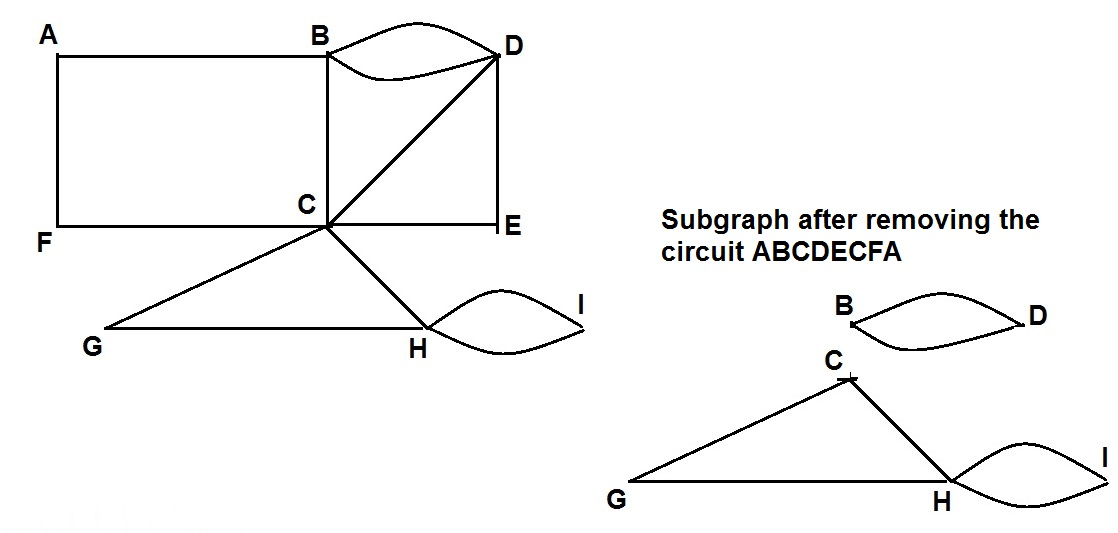 A
B
D
C
F
E
G
H
I
Subgraph after removing the
circuit ABCDECFA
B
D
C
G
H
I